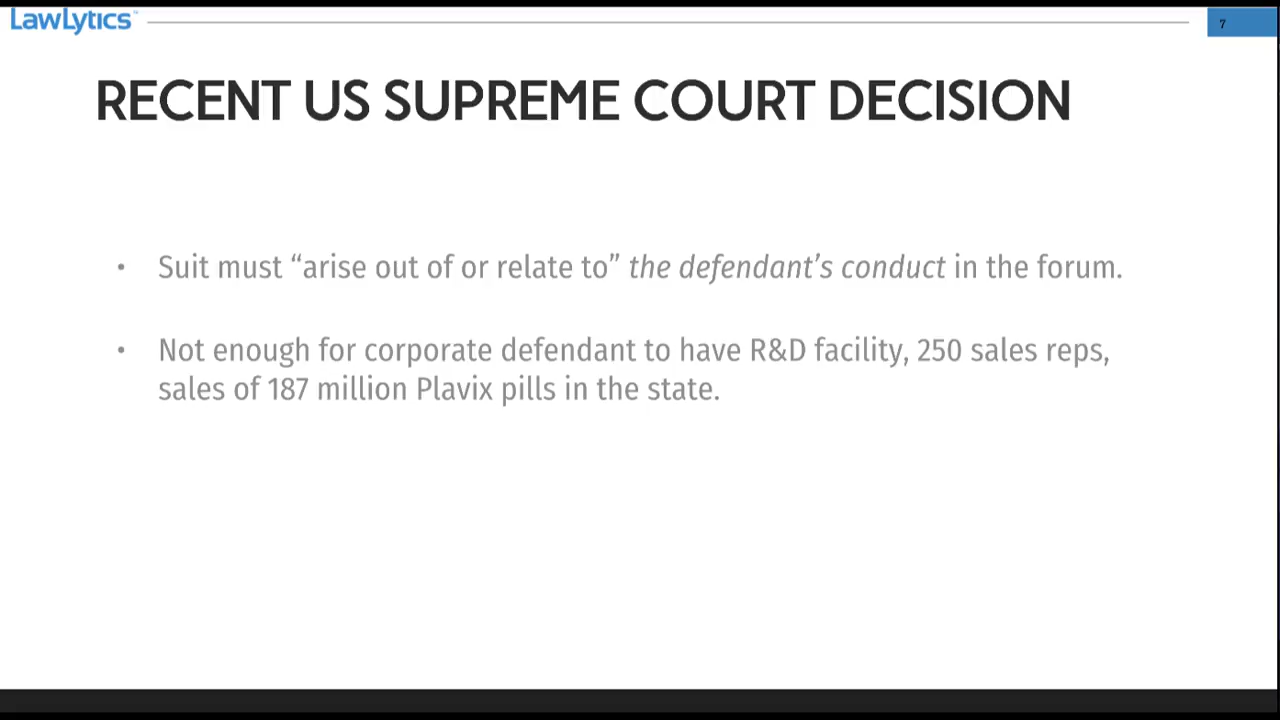 LawLytics™
7
RECENT US SUPREME COURT DECISION
• Suit must “arise out of or relate to” the defendant’s conduct in the forum.
• Not enough for corporate defendant to have R&D facility, 250 sales reps,
sales of 187 million Plavix pills in the state.